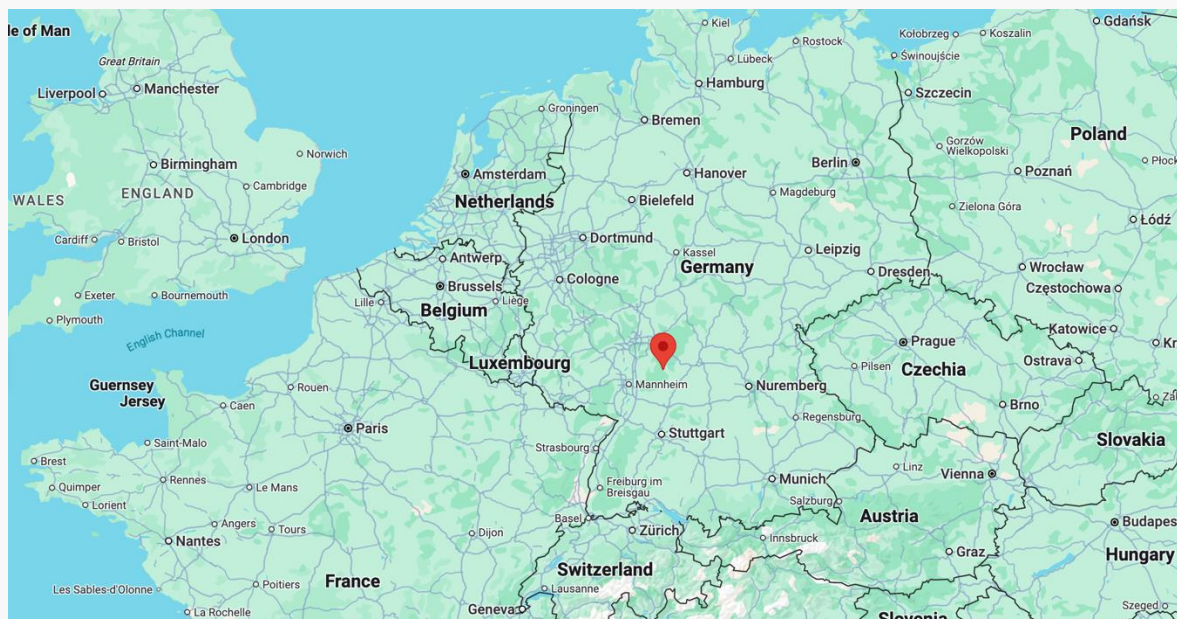 le of Man
Great Britain
Liverpool
Manchester
Birmingham
Norwich
WALES
ENGLAND
Cambridge
Cardiff
Bristol
London
Exeter
Bournemouth
Plymouth
English Channel
Guernsey
Jersey
Groningen
Amsterdam
Netherlands
Antwerp
Brussels
Lille
Belgium
Liège
Luxembourg
Kiel
Rostock
Lübeck
Hamburg
Bremen
Hanover
Berlin
Bielefeld
Magdeburg
Dortmund
Kassel
Leipzig
Cologne
Germany
Dresden
Mannheim
Nuremberg
Regensburg
Stuttgart
Freiburg im
Breisgau
Munich
Gdańsk
Kołobrzeg
Koszalin
Świnoujście
Szczecin
Poland
Gorzów
Wielkopolski
Płock
Poznań
Zielona Góra
Łódź
Wrocław
Częstochowa
Katowice
Kr
Prague
Pilsen
Czechia
Ostrava
Brno
Slovakia
Linz
Vienna
Salzburg
Austria
Innsbruck
Graz
Budapes
Hungary
Szeged
Slovenia
Rouen
Caen
Paris
Saint-Malo
Strasbourg
Brest
Quimper
Rennes
Le Mans
Lorient
Angers
Tours
Nantes
Dijon
Poitiers
Les Sables-d'Olonne
La Rochelle
France
Basel
Zürich
Switzerland
Lausanne
Geneva